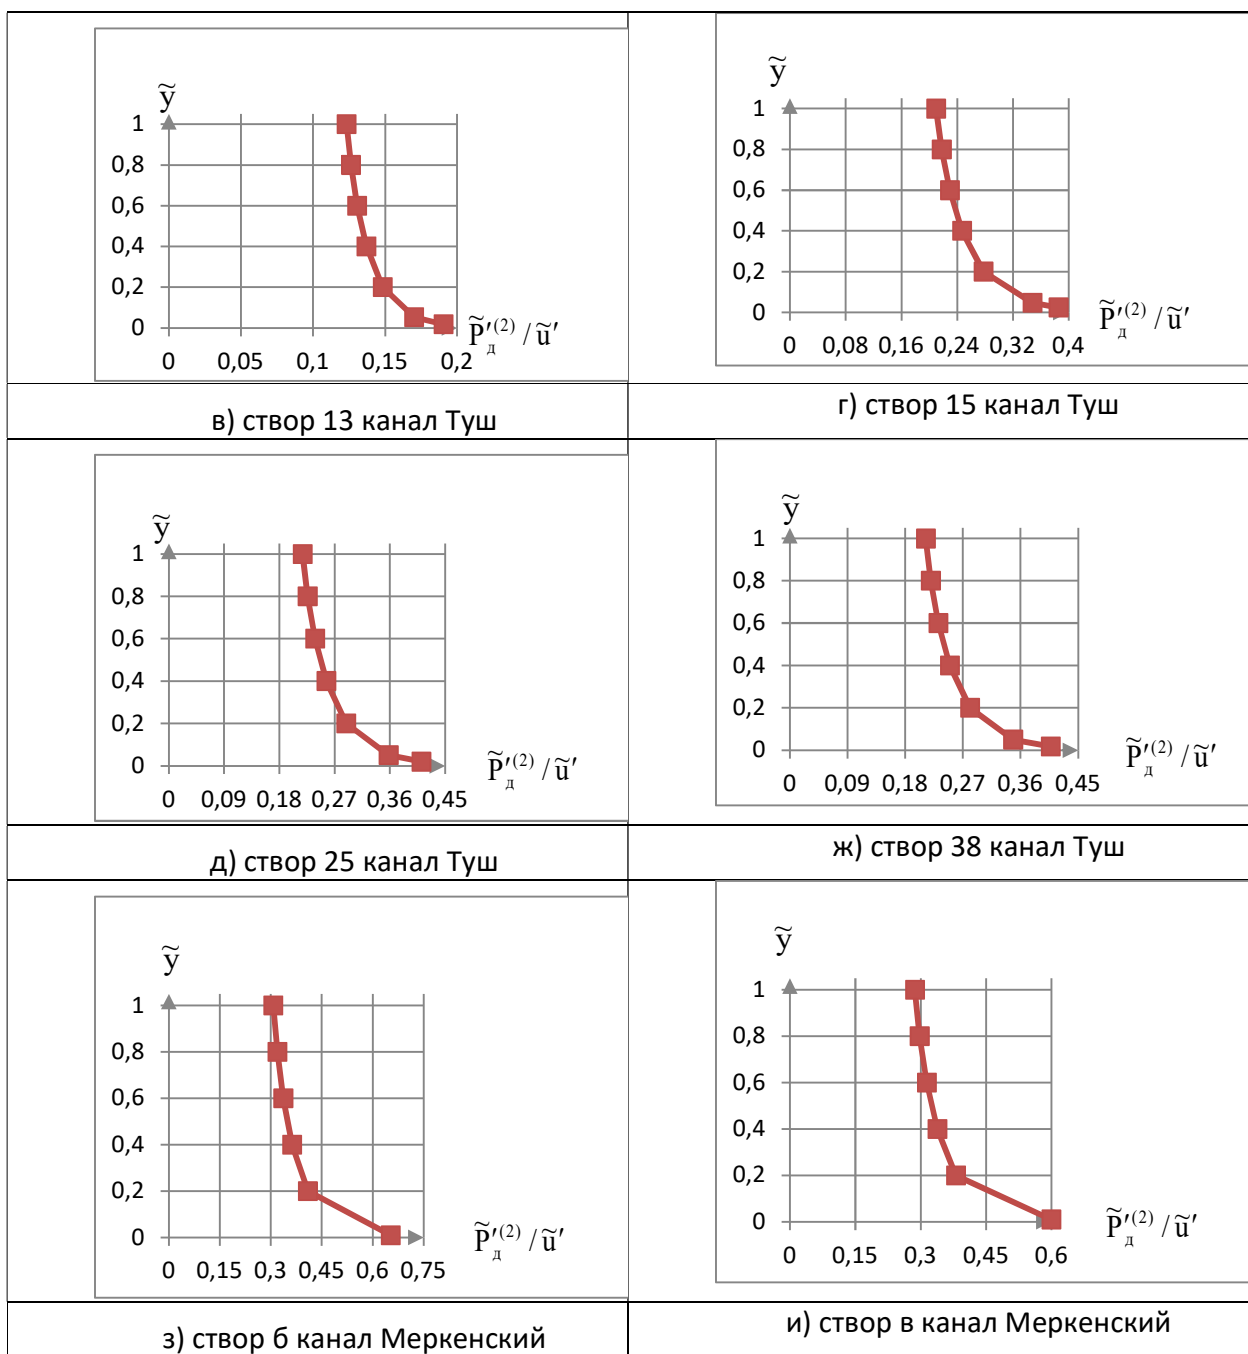 ỹ
1
0,8
0,6
0,4
0,2
0
0 0,05 0,1 0,15 0,2
P̃′д⁽²⁾ / ũ′
в) створ 13 канал Туш
ỹ
1
0,8
0,6
0,4
0,2
0
0 0,08 0,16 0,24 0,32 0,4
P̃′д⁽²⁾ / ũ′
г) створ 15 канал Туш
ỹ
1
0,8
0,6
0,4
0,2
0
0 0,09 0,18 0,27 0,36 0,45
P̃′д⁽²⁾ / ũ′
д) створ 25 канал Туш
ỹ
1
0,8
0,6
0,4
0,2
0
0 0,09 0,18 0,27 0,36 0,45
P̃′д⁽²⁾ / ũ′
ж) створ 38 канал Туш
ỹ
1
0,8
0,6
0,4
0,2
0
0 0,15 0,3 0,45 0,6 0,75
P̃′д⁽²⁾ / ũ′
з) створ б канал Меркенский
ỹ
1
0,8
0,6
0,4
0,2
0
0 0,15 0,3 0,45 0,6
P̃′д⁽²⁾ / ũ′
и) створ в канал Меркенский